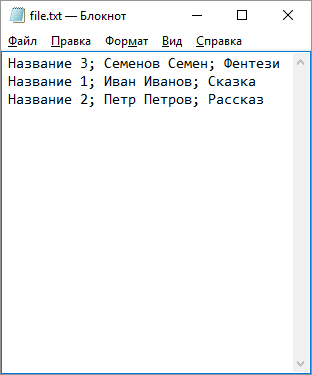 file.txt — Блокнот
Файл Правка Формат Вид Справка
Название 3; Семенов Семен; Фентези
Название 1; Иван Иванов; Сказка
Название 2; Петр Петров; Рассказ